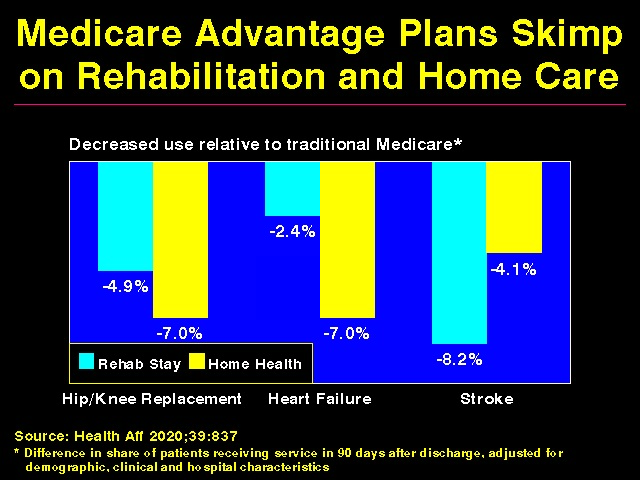 Medicare Advantage Plans Skimp
on Rehabilitation and Home Care
Decreased use relative to traditional Medicare*
-4.9%
-7.0%
-2.4%
-7.0%
-8.2%
-4.1%
Rehab Stay Home Health
Hip/Knee Replacement Heart Failure Stroke
Source: Health Aff 2020;39:837
* Difference in share of patients receiving service in 90 days after discharge, adjusted for
demographic, clinical and hospital characteristics